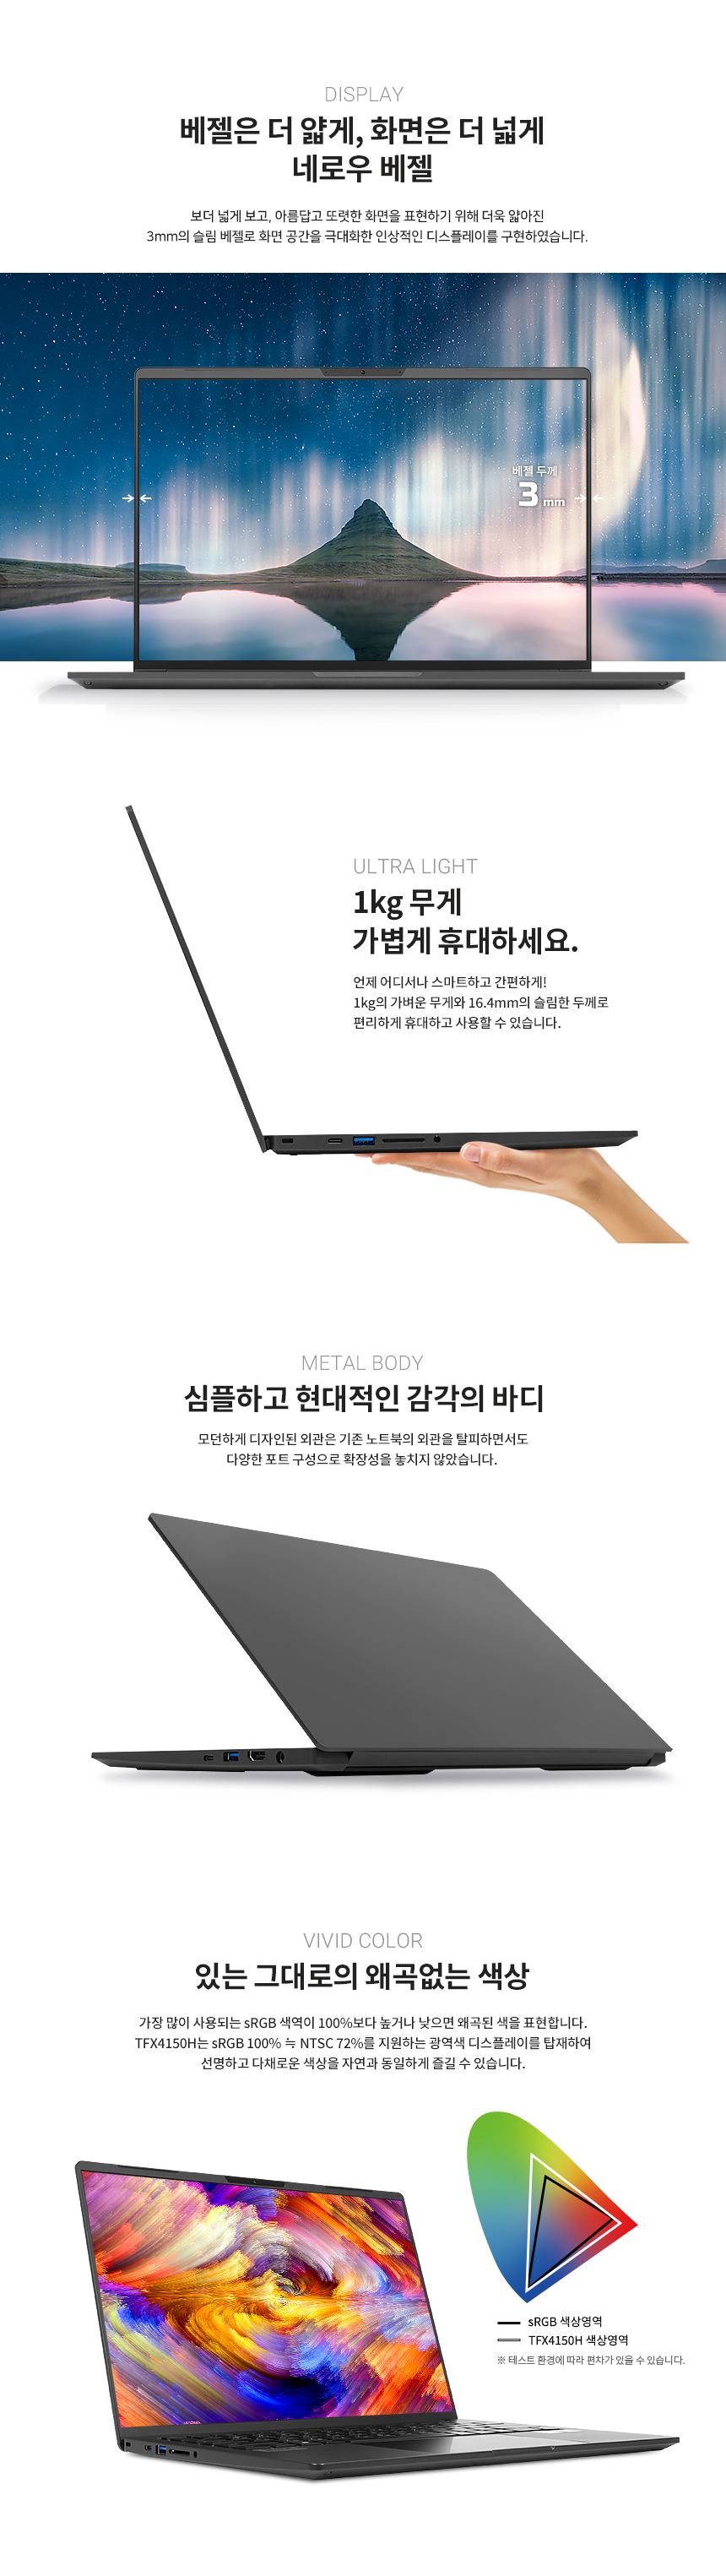 DISPLAY
베젤은 더 얇게, 화면은 더 넓게
네로우 베젤
보더 넓게 보고, 아름답고 또렷한 화면을 표현하기 위해 더욱 얇아진
3mm의 슬림 베젤로 화면 공간을 극대화한 인상적인 디스플레이를 구현하였습니다.
베젤 두께
3 mm
ULTRA LIGHT
1kg 무게
가볍게 휴대하세요.
언제 어디서나 스마트하고 간편하게!
1kg의 가벼운 무게와 16.4mm의 슬림한 두께로
편리하게 휴대하고 사용할 수 있습니다.
METAL BODY
심플하고 현대적인 감각의 바디
모던하게 디자인된 외관은 기존 노트북의 외관을 탈피하면서도
다양한 포트 구성으로 확장성을 놓치지 않았습니다.
VIVID COLOR
있는 그대로의 왜곡없는 색상
가장 많이 사용되는 sRGB 색역이 100%보다 높거나 낮으면 왜곡된 색을 표현합니다.
TFX4150H는 sRGB 100% ≒ NTSC 72%를 지원하는 광역색 디스플레이를 탑재하여
선명하고 다채로운 색상을 자연과 동일하게 즐길 수 있습니다.
sRGB 색상영역
TFX4150H 색상영역
※ 테스트 환경에 따라 편차가 있을 수 있습니다.